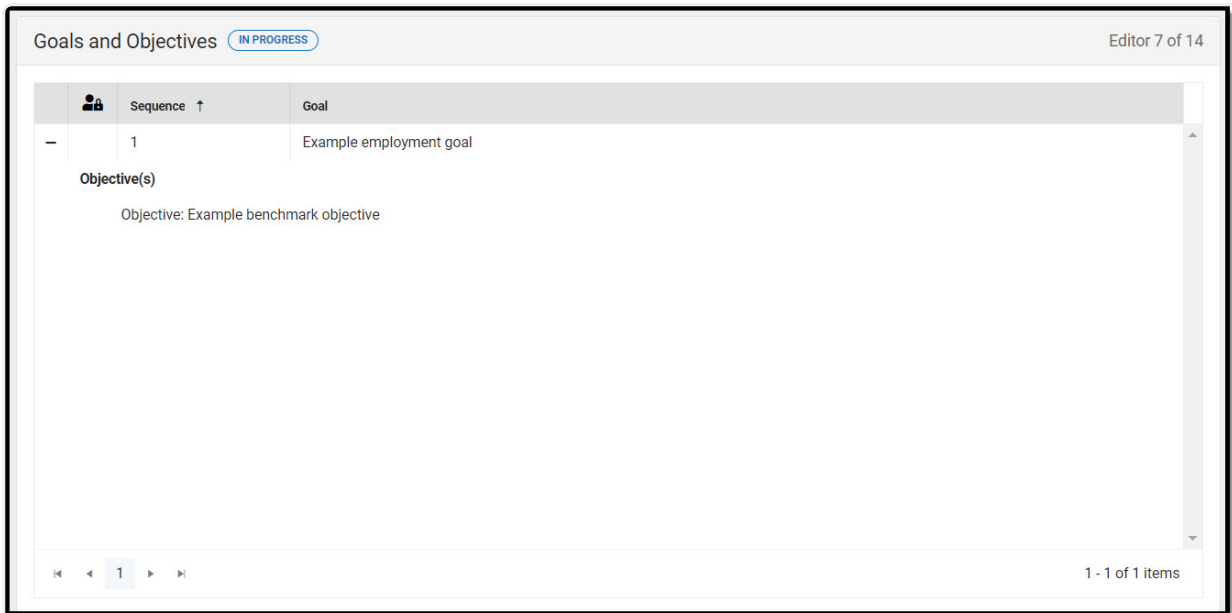 Goals and Objectives IN PROGRESS Editor 7 of 14
Sequence ↑ Goal
1 Example employment goal
Objective(s)
Objective: Example benchmark objective
1 1 - 1 of 1 items